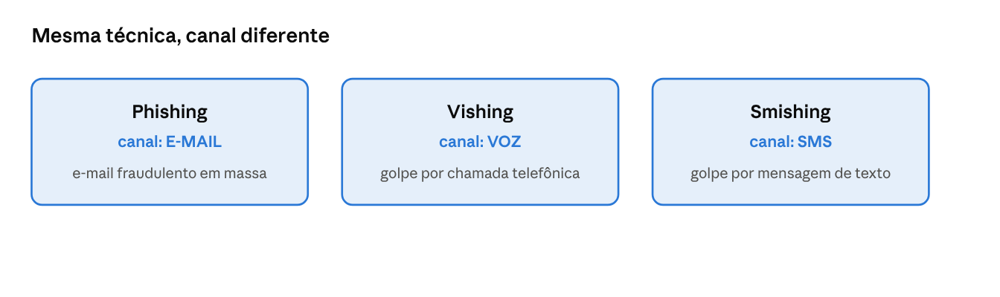 Mesma técnica, canal diferente
Phishing
canal: E-MAIL
e-mail fraudulento em massa
Vishing
canal: VOZ
golpe por chamada telefônica
Smishing
canal: SMS
golpe por mensagem de texto